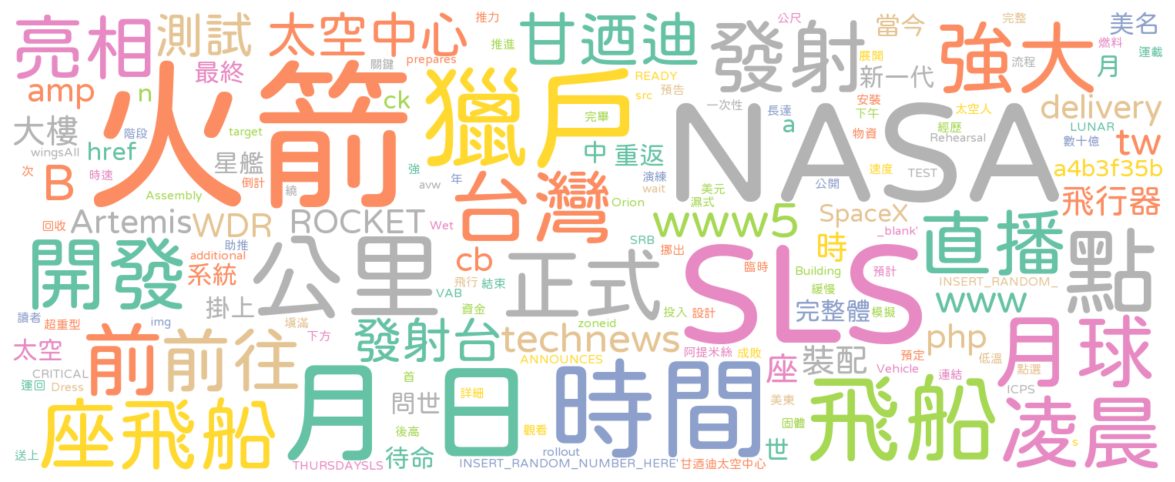 亮相
測試
太空中心
推力
推進
甘迺迪
發射
當今
公尺
強大
完整
美名
燃料
運載
最終
關鍵
prepares
READY
預告
展開
新一代
流程
月
amp
n
火箭
ck
獵戶
src
完畢
一次性
長運
安裝
下午
太空人
delivery
大樓
階段
target
NASA
a
物資
經歷
Rehearsal
LUNAR
數十億
tw
wingsAll
href
星艦
中
重返
次
B
時速
倒計
強
演練
wait
速度
TEST
a4b3f35b
Assembly
繞
avw
年
Orion
美元
濕式
公開
飛行器
回收
Artemis
WDR
ROCKET
Wet
台灣
www5
SpaceX
_blank'
直播
點
開發
助推
additional
系統
公里
cb
SRB
挪出
時
正式
SLS
臨時
Building
預計
緩慢
INSERT_RANDOM_
www
掛上
VAB
飛行
結束
資金
投入
設計
完整體
模擬
讀者
超重型
img
填滿
下方
發射台
zoneid
technews
php
月球
太空
前
前往
ANNOUNCES
阿提米絲
成敗
裝配
預定
Vehicle
低溫
連結
點選
CRITICAL
運回
Dress
座
ICPS
月
日
首
問世
詳細
時間
美東
固體
飛船
凌晨
座飛船
後高
觀看
世
s
送上
THURSDAYSLS
待命
rollout
INSERT_RANDOM_NUMBER_HERE'
甘迺迪太空中心